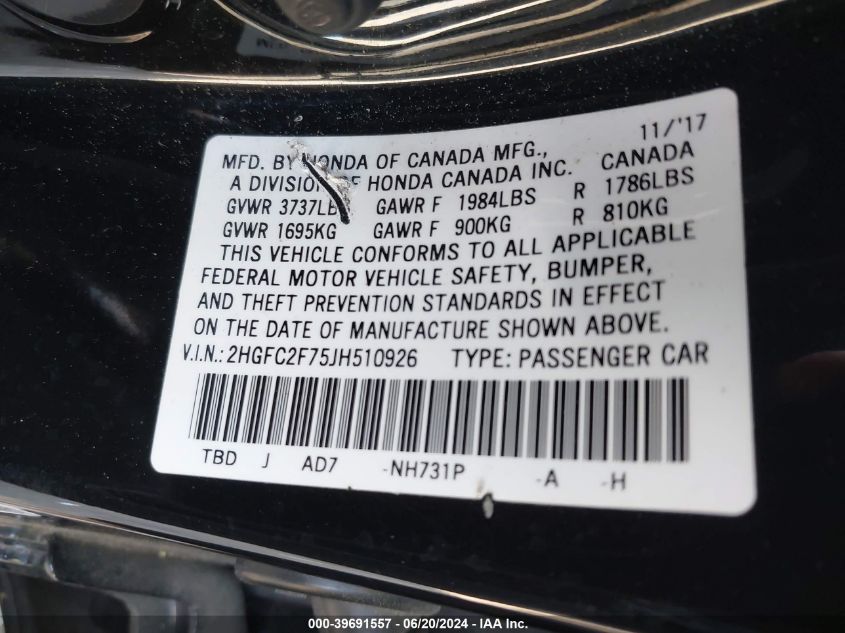 11/'17
MFD. BY HONDA OF CANADA MFG., CANADA
A DIVISION OF HONDA CANADA INC.
GVWR 3737LBS GAWR F 1984LBS R 1786LBS
GVWR 1695KG GAWR F 900KG R 810KG
THIS VEHICLE CONFORMS TO ALL APPLICABLE
FEDERAL MOTOR VEHICLE SAFETY, BUMPER,
AND THEFT PREVENTION STANDARDS IN EFFECT
ON THE DATE OF MANUFACTURE SHOWN ABOVE.
V.I.N.: 2HGFC2F75JH510926 TYPE: PASSENGER CAR
TBD J AD7 -NH731P -A -H
000-39691557 - 06/20/2024 - IAAI.COM